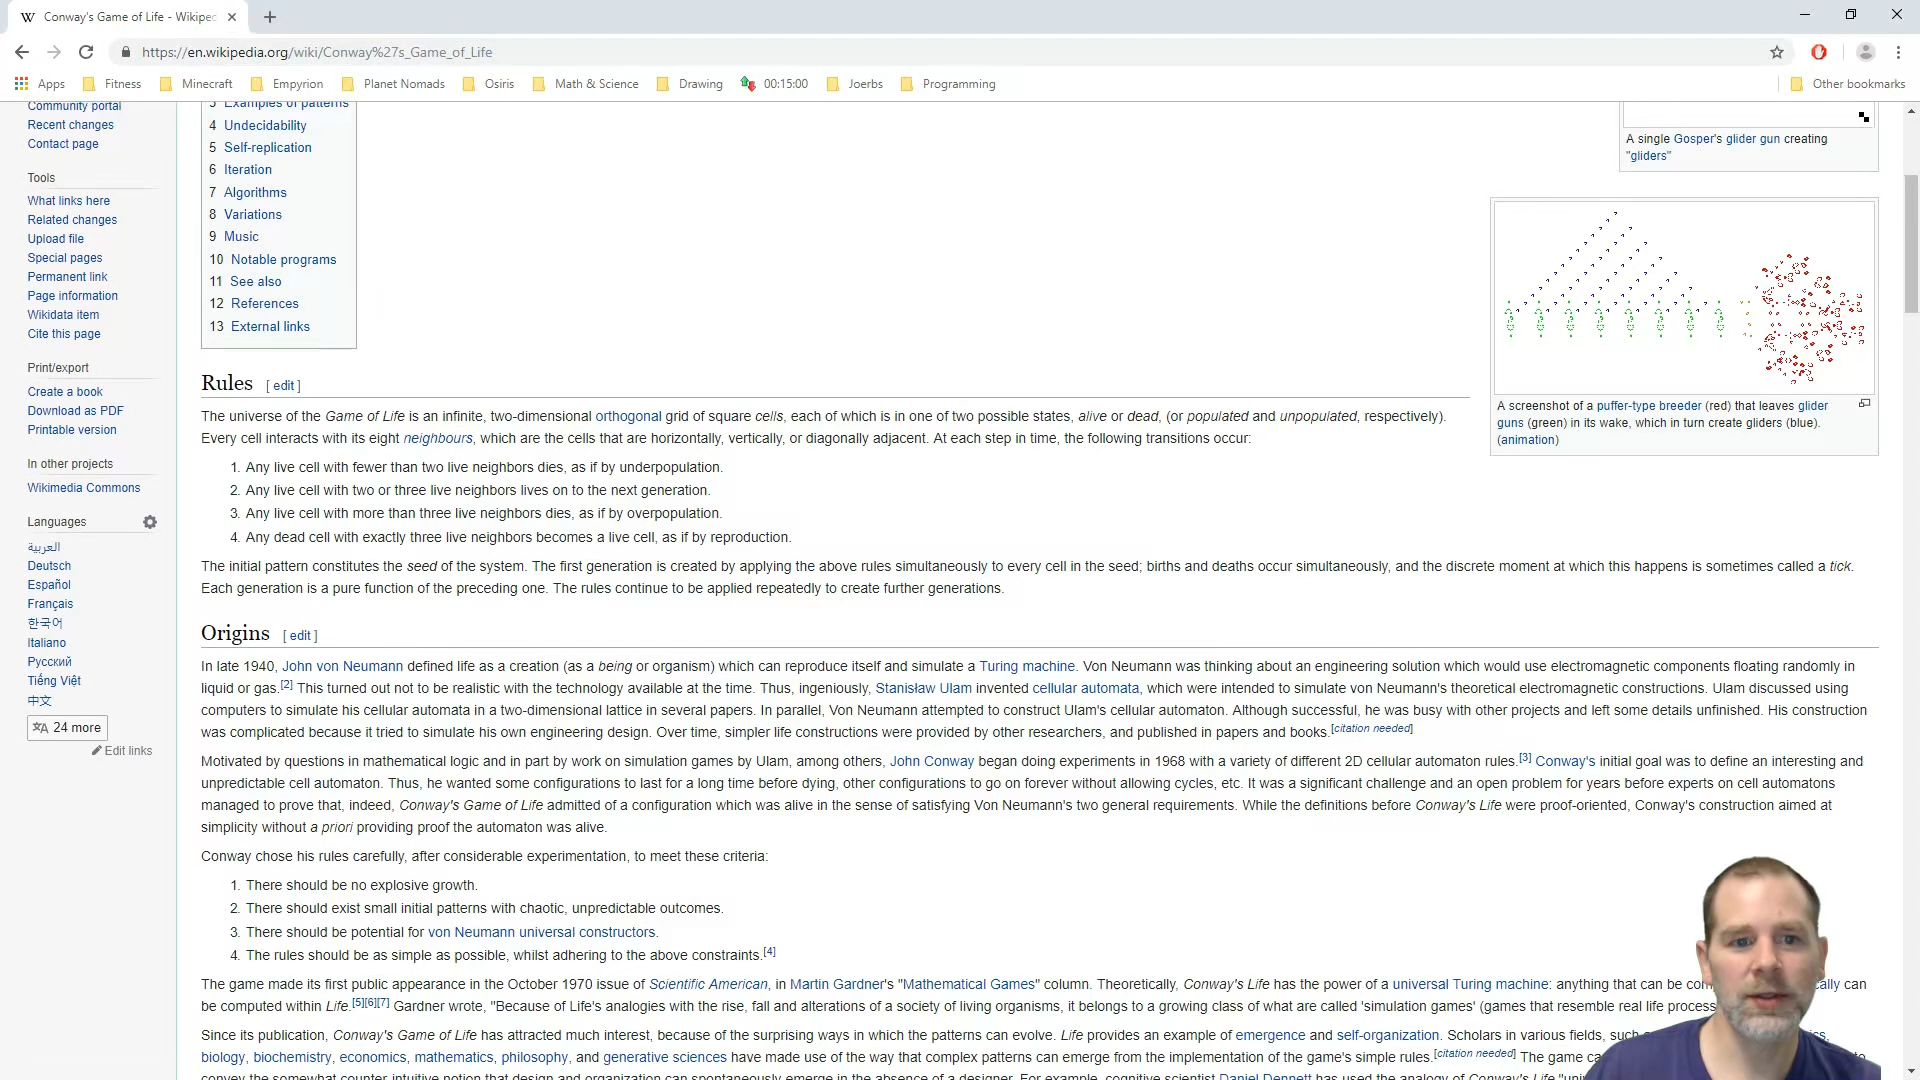 Conway's Game of Life - Wikipe
https://en.wikipedia.org/wiki/Conway%27s_Game_of_Life
Apps Fitness Minecraft Empyrion Planet Nomads Osiris Math & Science Drawing 00:15:00 Joerbs Programming Other bookmarks
Community portal
Recent changes
Contact page
Tools
What links here
Related changes
Upload file
Special pages
Permanent link
Page information
Wikidata item
Cite this page
Print/export
Create a book
Download as PDF
Printable version
In other projects
Wikimedia Commons
Languages
العربية
Deutsch
Español
Français
한국어
Italiano
Русский
Tiếng Việt
中文
24 more
Edit links
3 Examples of patterns
4 Undecidability
5 Self-replication
6 Iteration
7 Algorithms
8 Variations
9 Music
10 Notable programs
11 See also
12 References
13 External links
A single Gosper's glider gun creating
"gliders"
A screenshot of a puffer-type breeder (red) that leaves glider
guns (green) in its wake, which in turn create gliders (blue).
(animation)
Rules [ edit ]
The universe of the Game of Life is an infinite, two-dimensional orthogonal grid of square cells, each of which is in one of two possible states, alive or dead, (or populated and unpopulated, respectively).
Every cell interacts with its eight neighbours, which are the cells that are horizontally, vertically, or diagonally adjacent. At each step in time, the following transitions occur:
1. Any live cell with fewer than two live neighbors dies, as if by underpopulation.
2. Any live cell with two or three live neighbors lives on to the next generation.
3. Any live cell with more than three live neighbors dies, as if by overpopulation.
4. Any dead cell with exactly three live neighbors becomes a live cell, as if by reproduction.
The initial pattern constitutes the seed of the system. The first generation is created by applying the above rules simultaneously to every cell in the seed; births and deaths occur simultaneously, and the discrete moment at which this happens is sometimes called a tick.
Each generation is a pure function of the preceding one. The rules continue to be applied repeatedly to create further generations.
Origins [ edit ]
In late 1940, John von Neumann defined life as a creation (as a being or organism) which can reproduce itself and simulate a Turing machine. Von Neumann was thinking about an engineering solution which would use electromagnetic components floating randomly in
liquid or gas.[2] This turned out not to be realistic with the technology available at the time. Thus, ingeniously, Stanisław Ulam invented cellular automata, which were intended to simulate von Neumann's theoretical electromagnetic constructions. Ulam discussed using
computers to simulate his cellular automata in a two-dimensional lattice in several papers. In parallel, Von Neumann attempted to construct Ulam's cellular automaton. Although successful, he was busy with other projects and left some details unfinished. His construction
was complicated because it tried to simulate his own engineering design. Over time, simpler life constructions were provided by other researchers, and published in papers and books.[citation needed]
Motivated by questions in mathematical logic and in part by work on simulation games by Ulam, among others, John Conway began doing experiments in 1968 with a variety of different 2D cellular automaton rules.[3] Conway's initial goal was to define an interesting and
unpredictable cell automaton. Thus, he wanted some configurations to last for a long time before dying, other configurations to go on forever without allowing cycles, etc. It was a significant challenge and an open problem for years before experts on cell automatons
managed to prove that, indeed, Conway's Game of Life admitted of a configuration which was alive in the sense of satisfying Von Neumann's two general requirements. While the definitions before Conway's Life were proof-oriented, Conway's construction aimed at
simplicity without a priori providing proof the automaton was alive.
Conway chose his rules carefully, after considerable experimentation, to meet these criteria:
1. There should be no explosive growth.
2. There should exist small initial patterns with chaotic, unpredictable outcomes.
3. There should be potential for von Neumann universal constructors.
4. The rules should be as simple as possible, whilst adhering to the above constraints.[4]
The game made its first public appearance in the October 1970 issue of Scientific American, in Martin Gardner's "Mathematical Games" column. Theoretically, Conway's Life has the power of a universal Turing machine: anything that can be can
be computed within Life.[5][6][7] Gardner wrote, "Because of Life's analogies with the rise, fall and alterations of a society of living organisms, it belongs to a growing class of what are called 'simulation games' (games that resemble real life
Since its publication, Conway's Game of Life has attracted much interest, because of the surprising ways in which the patterns can evolve. Life provides an example of emergence and self-organization. Scholars in various fields,
biology, biochemistry, economics, mathematics, philosophy, and generative sciences have made use of the way that complex patterns can emerge from the implementation of the game's simple rules.[citation needed] The game
convey the somewhat counter-intuitive notion that design and organization can spontaneously emerge in the absence of a designer. For example, cognitive scientist Daniel Dennett has used the analogy of Conway's Life